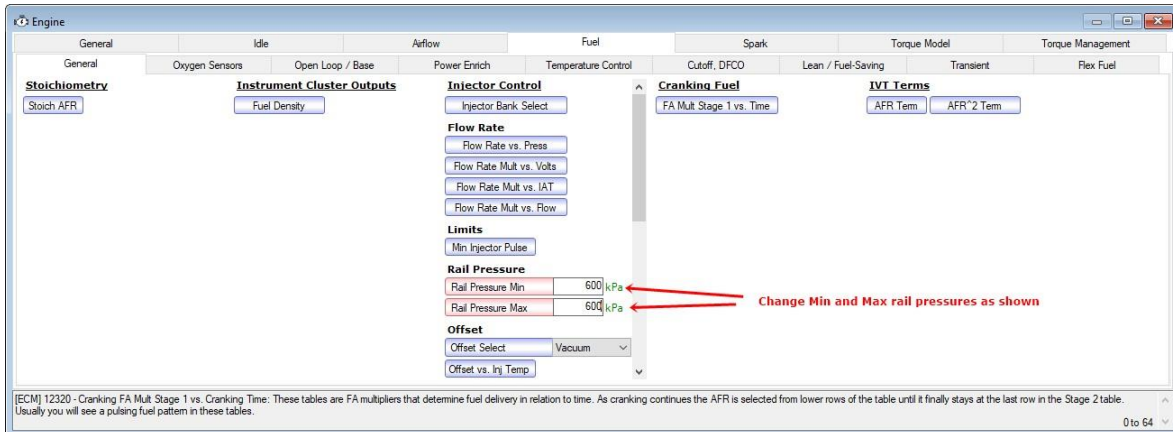 Engine
General Idle Airflow Fuel Spark Torque Model Torque Management
General Oxygen Sensors Open Loop / Base Power Enrich Temperature Control Cutoff, DFCO Lean / Fuel-Saving Transient Flex Fuel
Stoichiometry
Stoich AFR
Instrument Cluster Outputs
Fuel Density
Injector Control
Injector Bank Select
Flow Rate
Flow Rate vs. Press
Flow Rate Mult vs. Volts
Flow Rate Mult vs. IAT
Flow Rate Mult vs. Flow
Limits
Min Injector Pulse
Rail Pressure
Rail Pressure Min 600 kPa
Rail Pressure Max 600 kPa
Offset
Offset Select Vacuum
Offset vs. Inj Temp
Cranking Fuel
FA Mult Stage 1 vs. Time
IVT Terms
AFR Term AFR^2 Term
Change Min and Max rail pressures as shown
[ECM] 12320 - Cranking FA Mult Stage 1 vs. Cranking Time: These tables are FA multipliers that determine fuel delivery in relation to time. As cranking continues the AFR is selected from lower rows of the table until it finally stays at the last row in the Stage 2 table.
Usually you will see a pulsing fuel pattern in these tables.
0 to 64